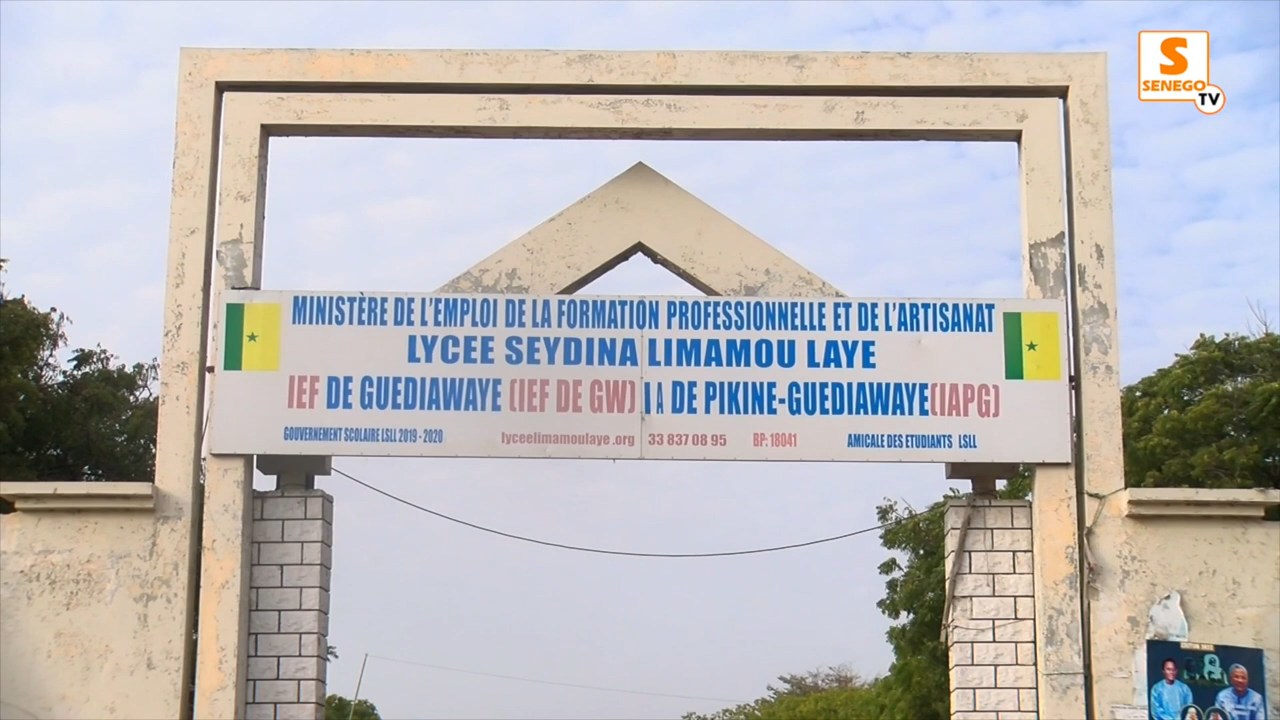 S
SENEGO
TV
MINISTÈRE DE L'EMPLOI DE LA FORMATION PROFESSIONNELLE ET DE L'ARTISANAT
LYCEE SEYDINA LIMAMOU LAYE
IEF DE GUEDIAWAYE (IEF DE GW) IA DE PIKINE-GUEDIAWAYE(IAPG)
GOUVERNEMENT SCOLAIRE LSLL 2019 - 2020 lyceelimamoulaye.org 33 837 08 95 BP: 18041 AMICALE DES ETUDIANTS LSLL